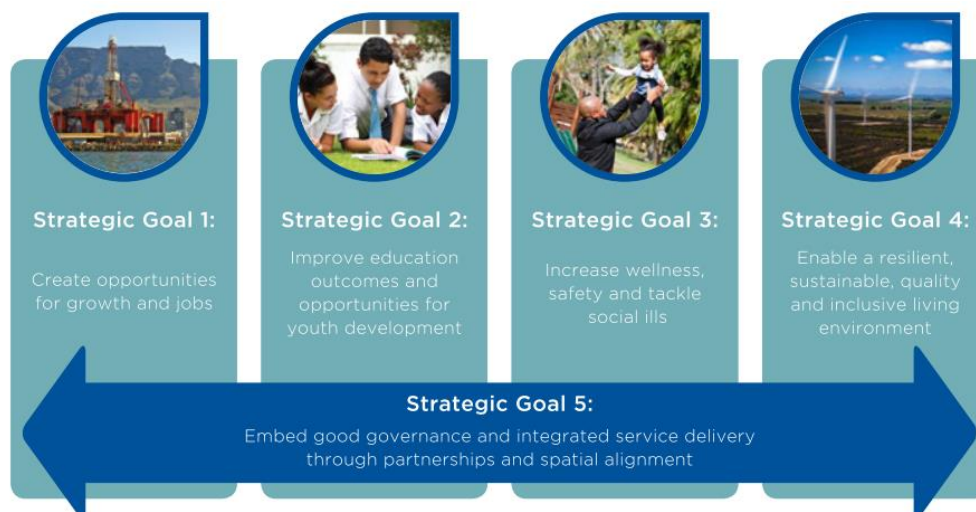 Strategic Goal 1:
Create opportunities
for growth and jobs
Strategic Goal 2:
Improve education
outcomes and
opportunities for
youth development
Strategic Goal 3:
Increase wellness,
safety and tackle
social ills
Strategic Goal 4:
Enable a resilient,
sustainable, quality
and inclusive living
environment
Strategic Goal 5:
Embed good governance and integrated service delivery
through partnerships and spatial alignment